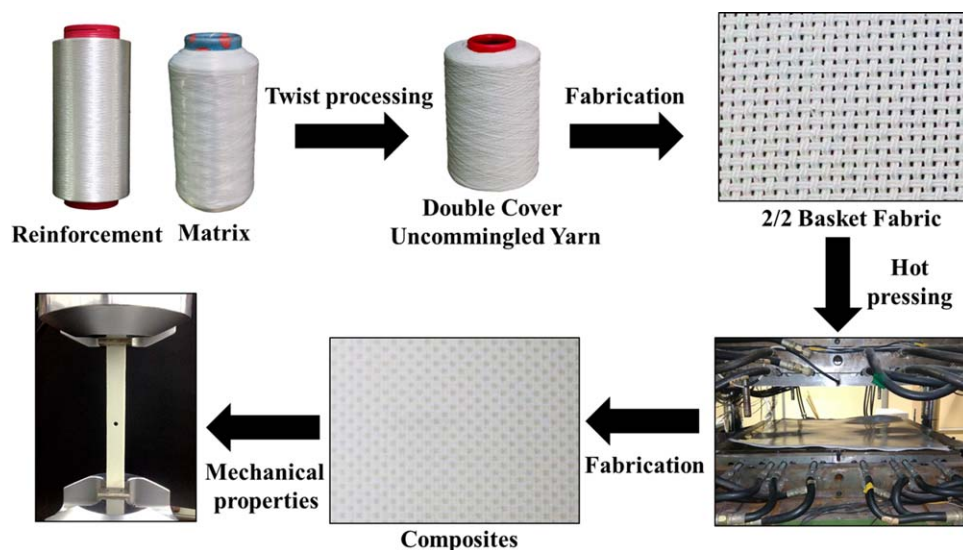 Reinforcement
Matrix
Twist processing
Double Cover
Uncommingled Yarn
Fabrication
2/2 Basket Fabric
Hot
pressing
Fabrication
Composites
Mechanical
properties